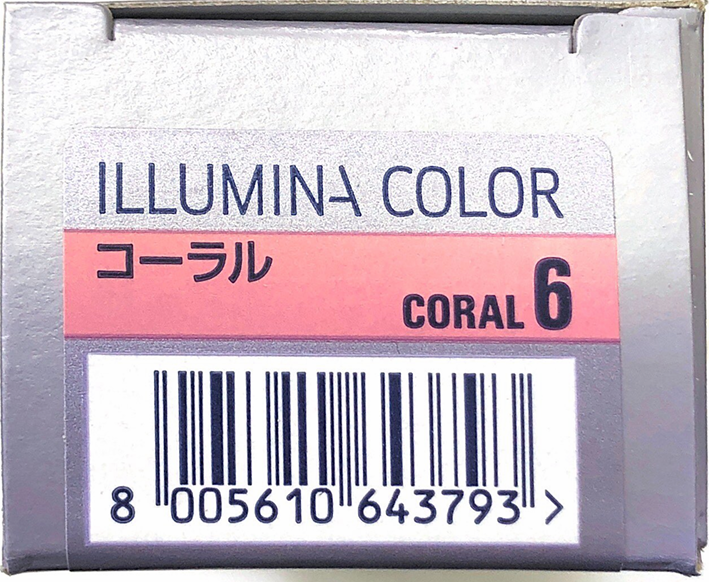 ILLUMINA COLOR
コーラル
CORAL 6
8 005610 643793 >